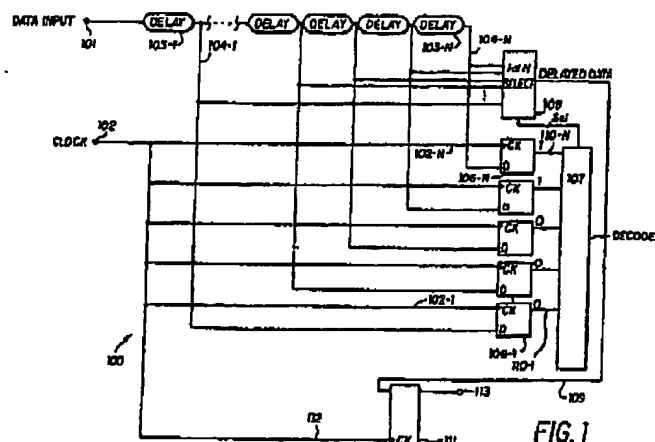 DATA INPUT
101
DELAY
DELAY
DELAY
DELAY
DELAY
103-1
104-1
103-N
104-N
1 of N
SELECT
DELAYED DATA
108
Sel
CLOCK
102
102-N
CK
D
106-N
1
110-N
107
CK
D
1
DECODE
CK
D
0
CK
D
0
102-1
CK
D
0
106-1
110-1
100
113
109
112
CK
111
FIG. 1